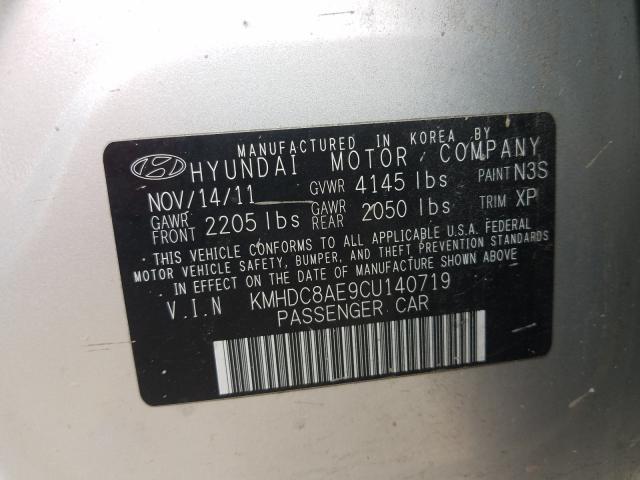 MANUFACTURED IN KOREA BY
HYUNDAI MOTOR COMPANY
NOV/14/11 GVWR 4145 lbs PAINT N3S
GAWR FRONT 2205 lbs GAWR REAR 2050 lbs TRIM XP
THIS VEHICLE CONFORMS TO ALL APPLICABLE U.S.A. FEDERAL
MOTOR VEHICLE SAFETY, BUMPER, AND THEFT PREVENTION STANDARDS
IN EFFECT ON THE DATE OF MANUFACTURE SHOWN ABOVE.
V.I.N KMHDC8AE9CU140719
PASSENGER CAR